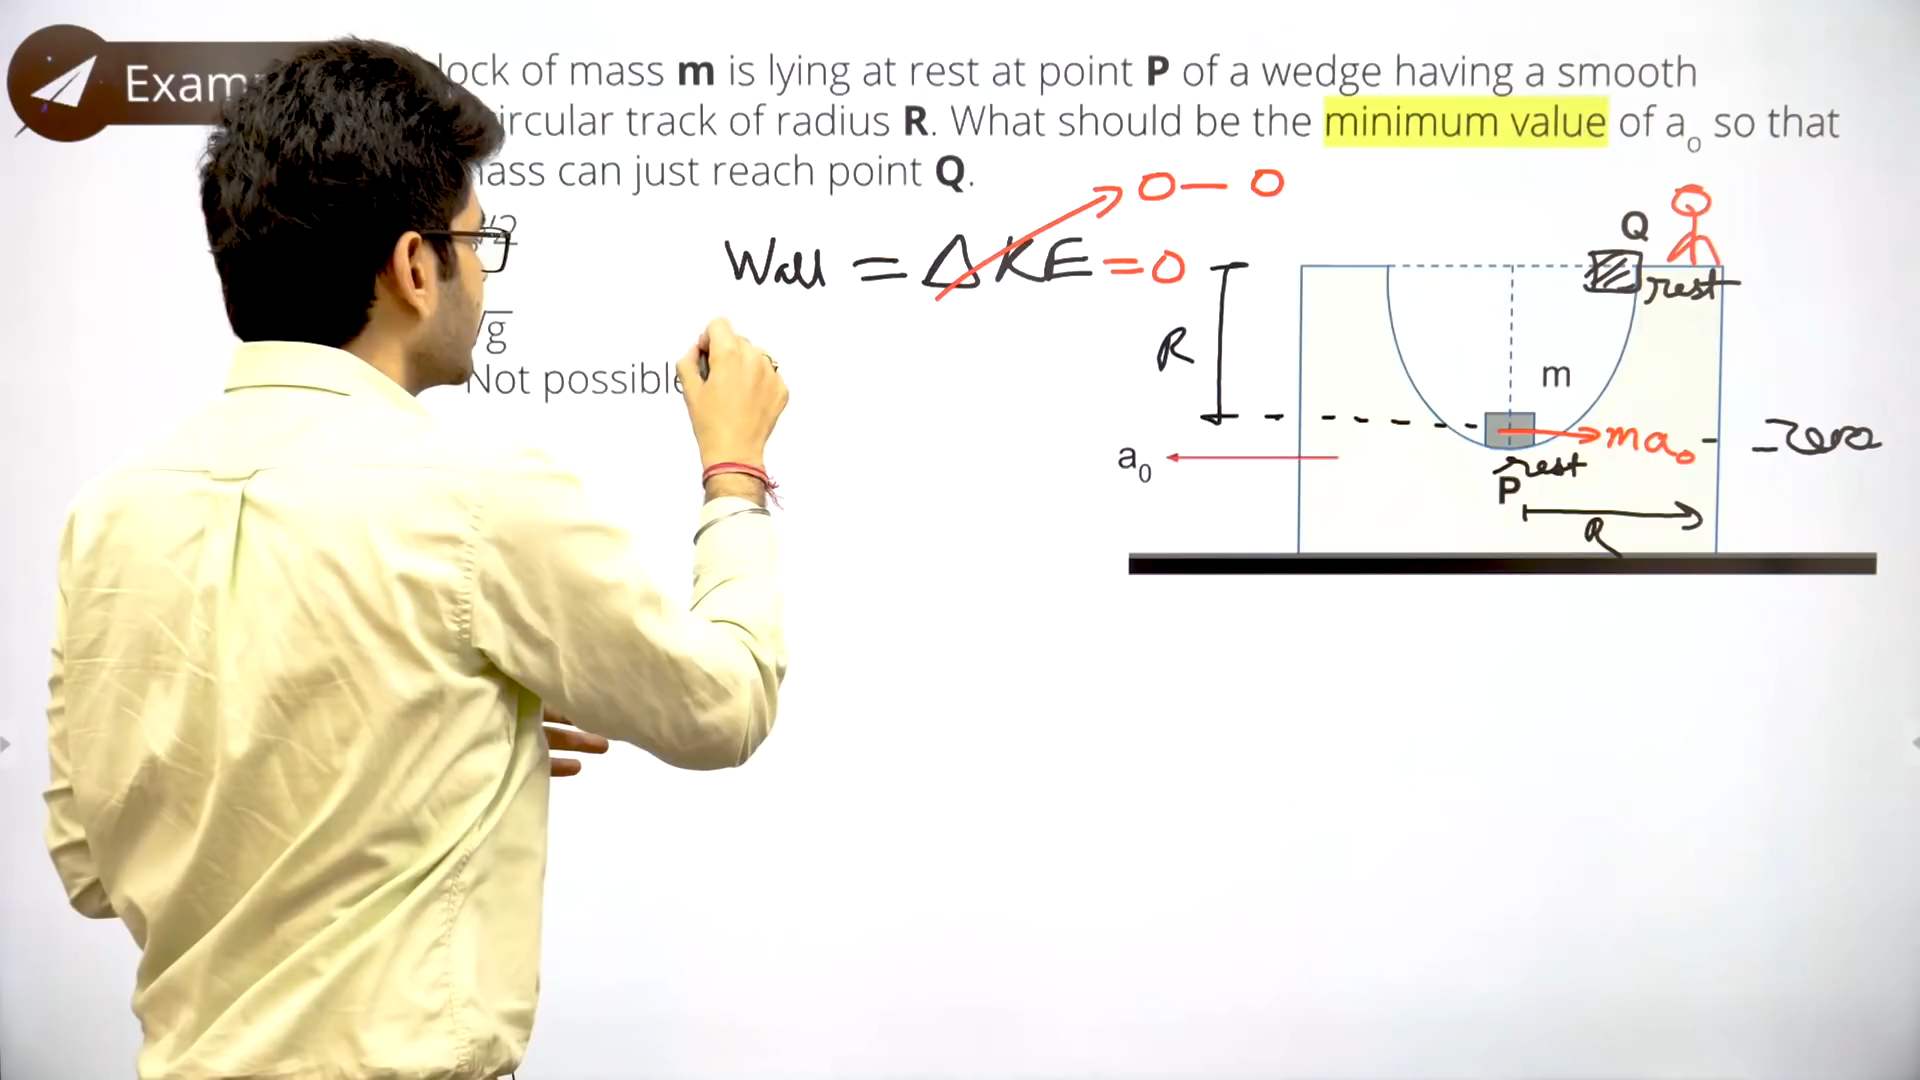 Exam
lock of mass m is lying at rest at point P of a wedge having a smooth
ircular track of radius R. What should be the minimum value of a₀ so that
ass can just reach point Q.
√g
Not possible
Wall = ΔKE = 0
0 — 0
Q
rest
R
m
ma₀
Zero
a₀
rest
P
R